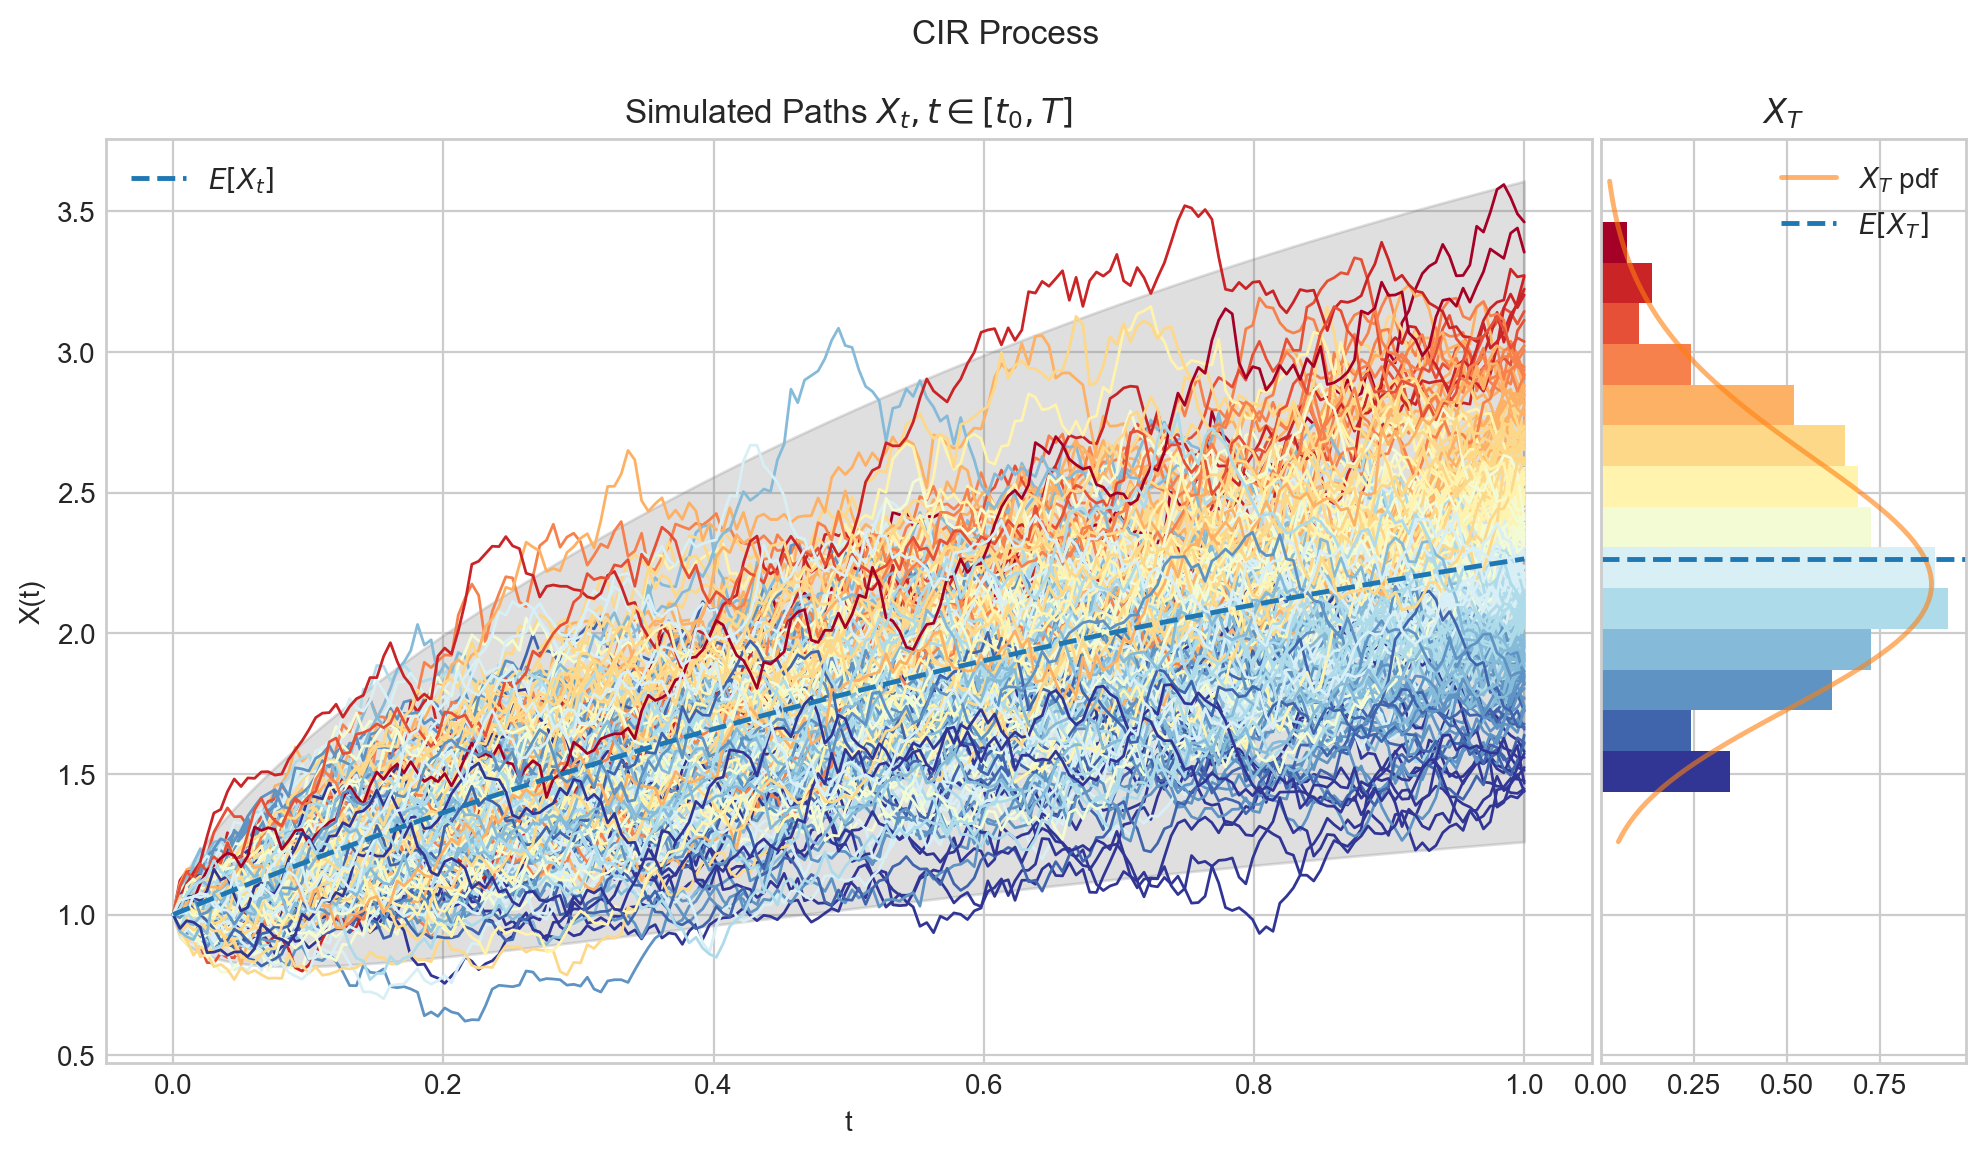 CIR Process
Simulated Paths $X_t, t \in [t_0, T]$
$X_T$
$E[X_t]$
$X_T$ pdf
$E[X_T]$
3.5
3.0
2.5
2.0
1.5
1.0
0.5
X(t)
0.0 0.2 0.4 0.6 0.8 1.0
0.00 0.25 0.50 0.75
t